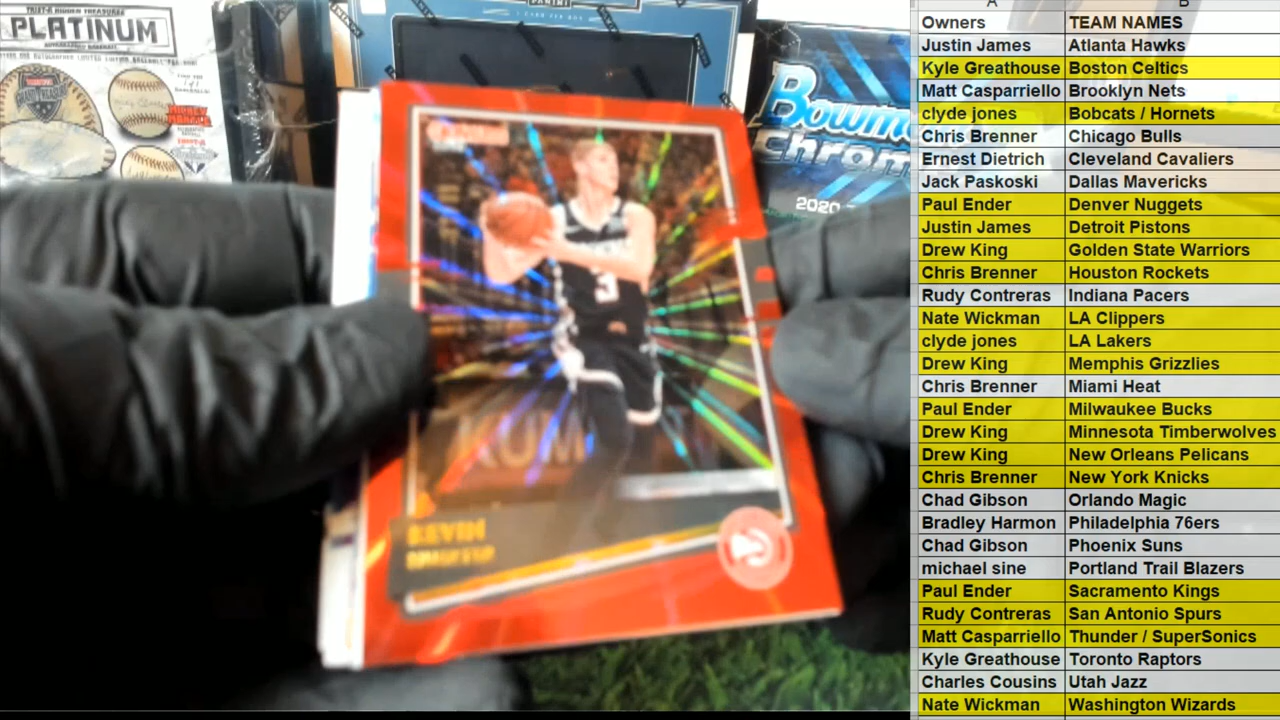 PLATINUM
PANINI
Bowm
Chrom
2020
3
KUM
KEVIN
A B
Owners TEAM NAMES
Justin James Atlanta Hawks
Kyle Greathouse Boston Celtics
Matt Casparriello Brooklyn Nets
clyde jones Bobcats / Hornets
Chris Brenner Chicago Bulls
Ernest Dietrich Cleveland Cavaliers
Jack Paskoski Dallas Mavericks
Paul Ender Denver Nuggets
Justin James Detroit Pistons
Drew King Golden State Warriors
Chris Brenner Houston Rockets
Rudy Contreras Indiana Pacers
Nate Wickman LA Clippers
clyde jones LA Lakers
Drew King Memphis Grizzlies
Chris Brenner Miami Heat
Paul Ender Milwaukee Bucks
Drew King Minnesota Timberwolves
Drew King New Orleans Pelicans
Chris Brenner New York Knicks
Chad Gibson Orlando Magic
Bradley Harmon Philadelphia 76ers
Chad Gibson Phoenix Suns
michael sine Portland Trail Blazers
Paul Ender Sacramento Kings
Rudy Contreras San Antonio Spurs
Matt Casparriello Thunder / SuperSonics
Kyle Greathouse Toronto Raptors
Charles Cousins Utah Jazz
Nate Wickman Washington Wizards